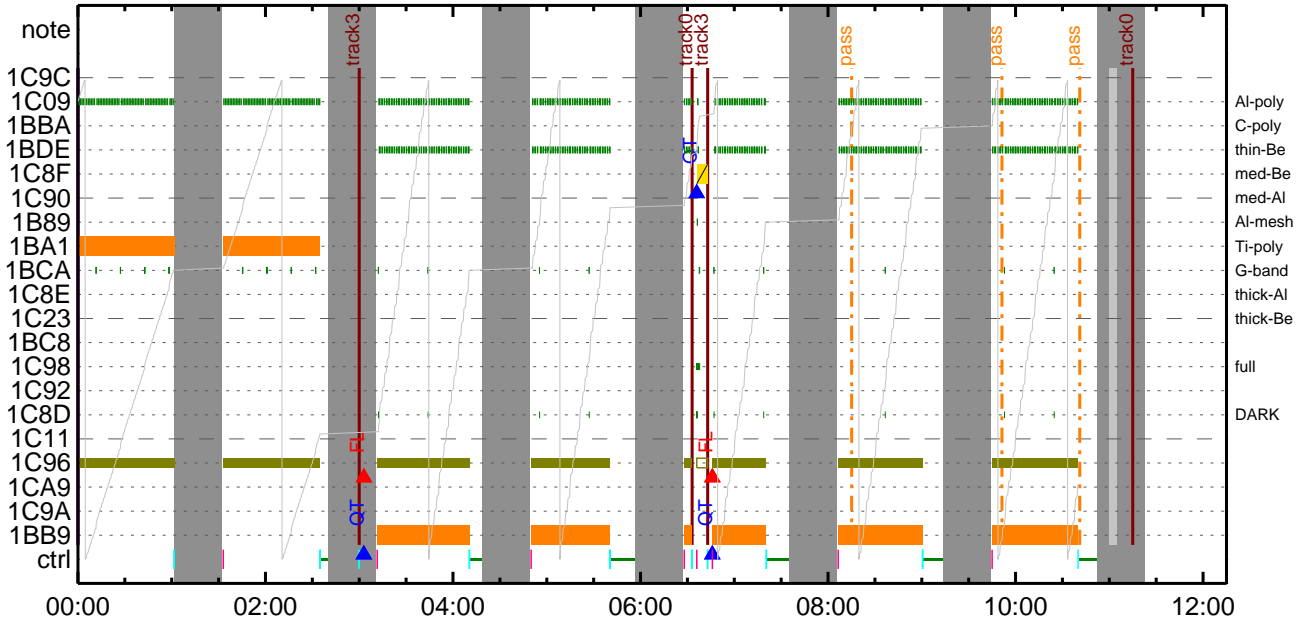 note
track3
track0
track3
pass
pass
pass
track0
1C9C
1C09
Al-poly
1BBA
C-poly
1BDE
thin-Be
QT
1C8F
med-Be
1C90
med-Al
1B89
Al-mesh
1BA1
Ti-poly
1BCA
G-band
1C8E
thick-Al
1C23
thick-Be
1BC8
1C98
full
1C92
1C8D
DARK
1C11
FL
FL
1C96
1CA9
1C9A
QT
QT
1BB9
ctrl
00:00
02:00
04:00
06:00
08:00
10:00
12:00